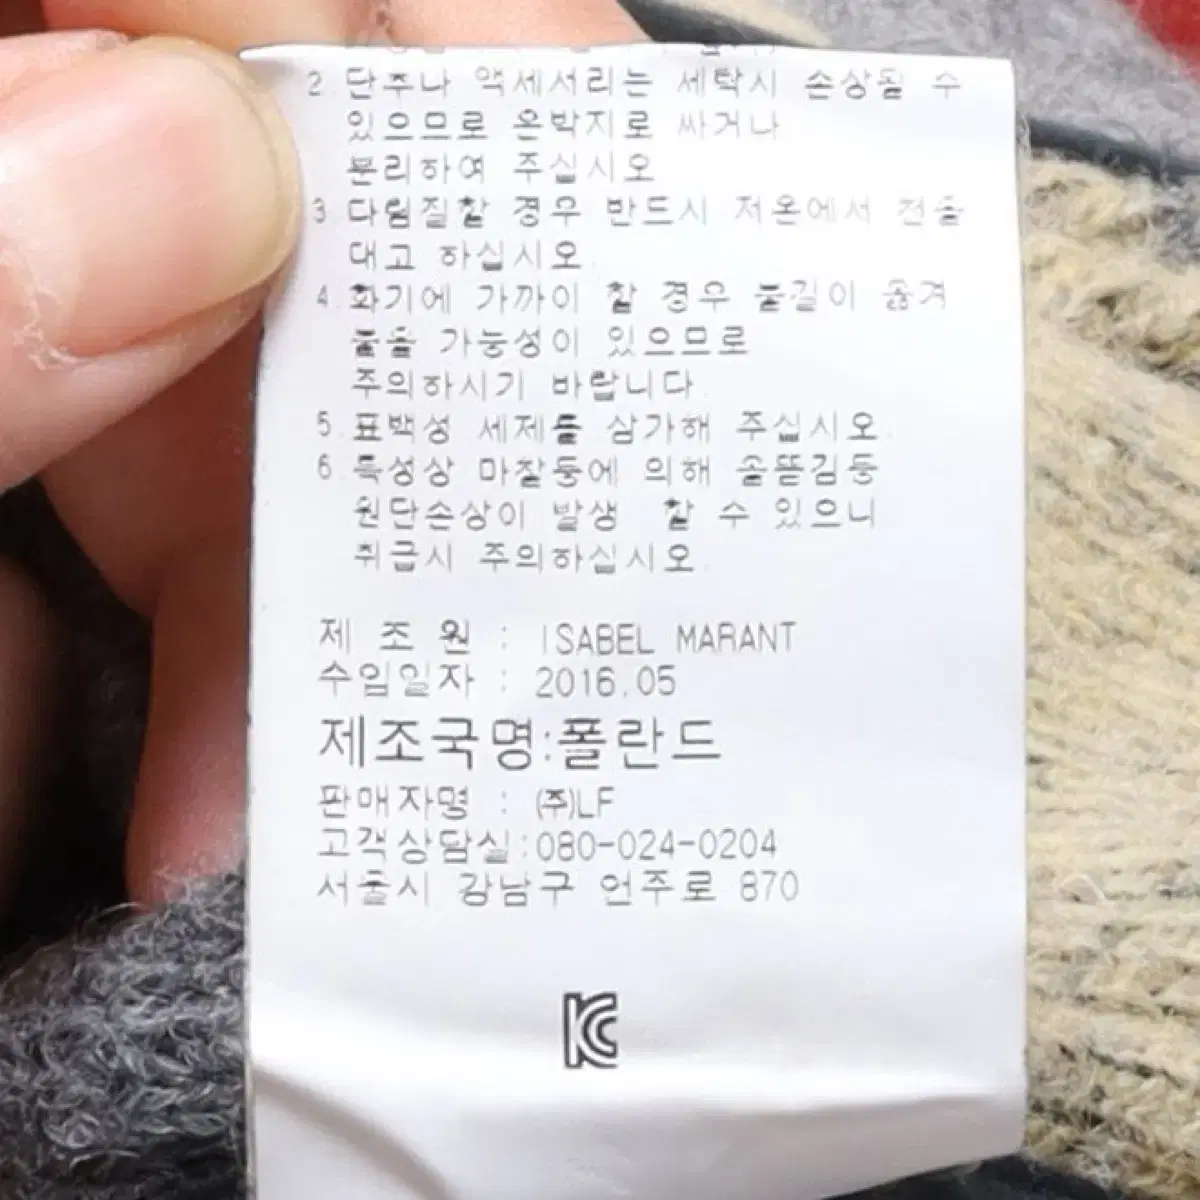 2.단추나 액세서리는 세탁시 손상될 수
있으므로 은박지로 싸거나
분리하여 주십시오
3.다림질할 경우 반드시 저온에서 천을
대고 하십시오.
4.화기에 가까이 할 경우 불길이 옮겨
붙을 가능성이 있으므로
주의하시기 바랍니다.
5.표백성 세제를 삼가해 주십시오.
6.특성상 마찰등에 의해 올뜯김등
원단손상이 발생 할 수 있으니
취급시 주의하십시오.
제 조 원 : ISABEL MARANT
수입일자 : 2016.05
제조국명:폴란드
판매자명 : (주)LF
고객상담실:080-024-0204
서울시 강남구 언주로 870
KC